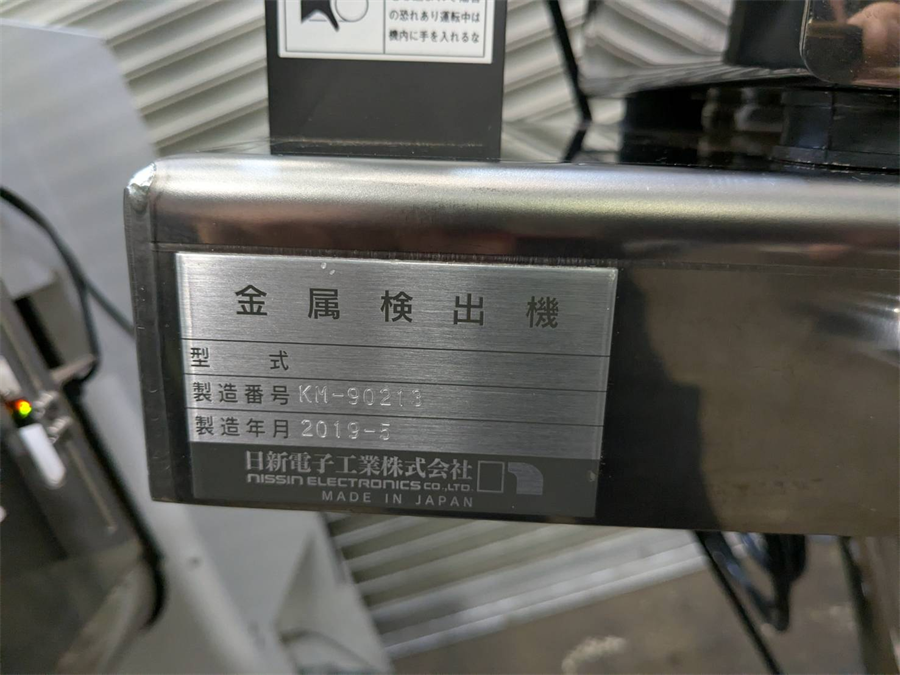 の恐れあり運転中は
機内に手を入れるな
金属検出機
型式
製造番号 KM-90213
製造年月 2019-5
日新電子工業株式会社
NISSIN ELECTRONICS CO.,LTD.
MADE IN JAPAN